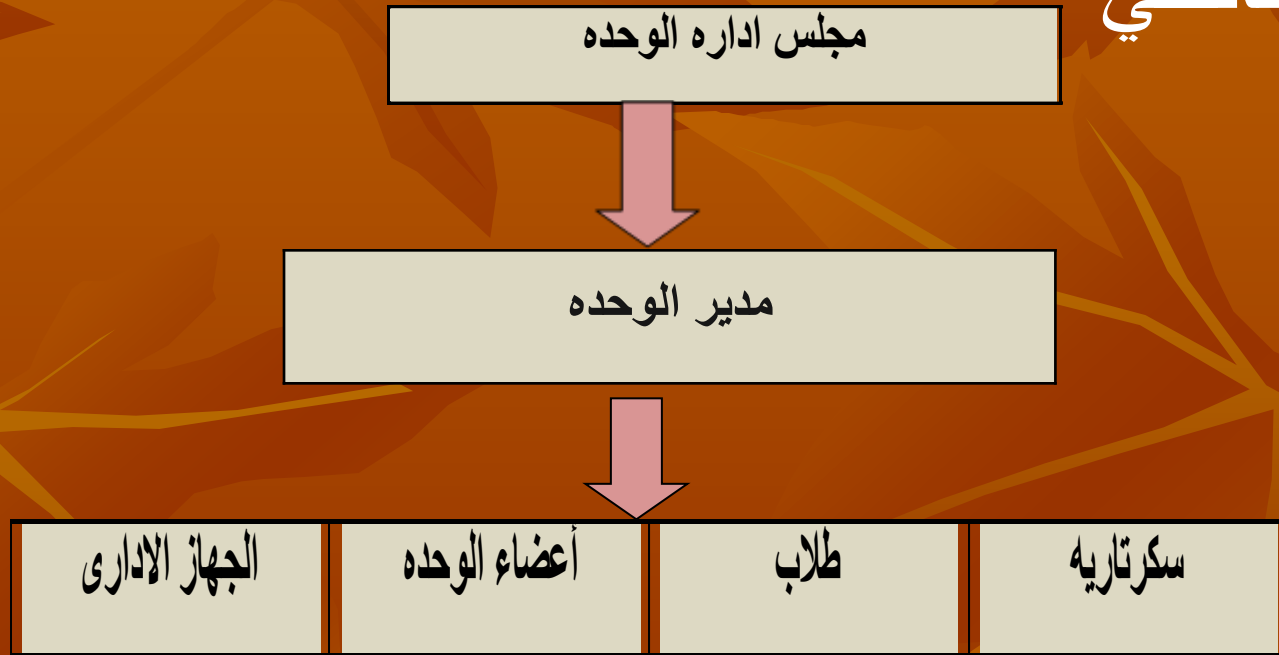 مجلس اداره الوحده
مدير الوحده
سكرتاريه
طلاب
أعضاء الوحده
الجهاز الادارى